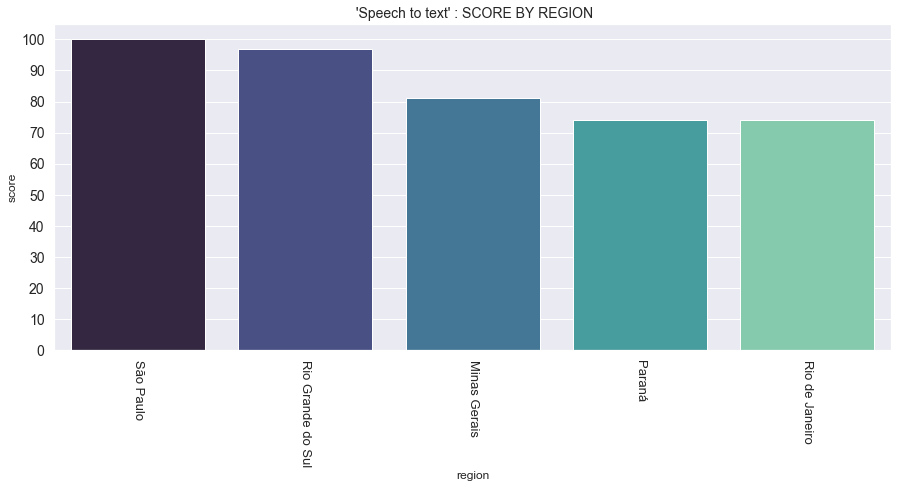 'Speech to text' : SCORE BY REGION
100
90
80
70
60
50
40
30
20
10
0
score
São Paulo
Rio Grande do Sul
Minas Gerais
Paraná
Rio de Janeiro
region